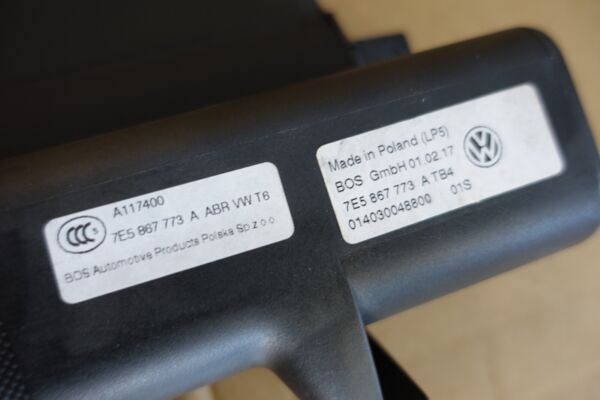 A117400
CCC S
7E5 867 773 A ABR VW T6
BOS Automotive Products Polska Sp z o.o.
Made in Poland (LP5)
BOS GmbH 01.02.17
7E5 867 773 A TB4
014030048800 01S